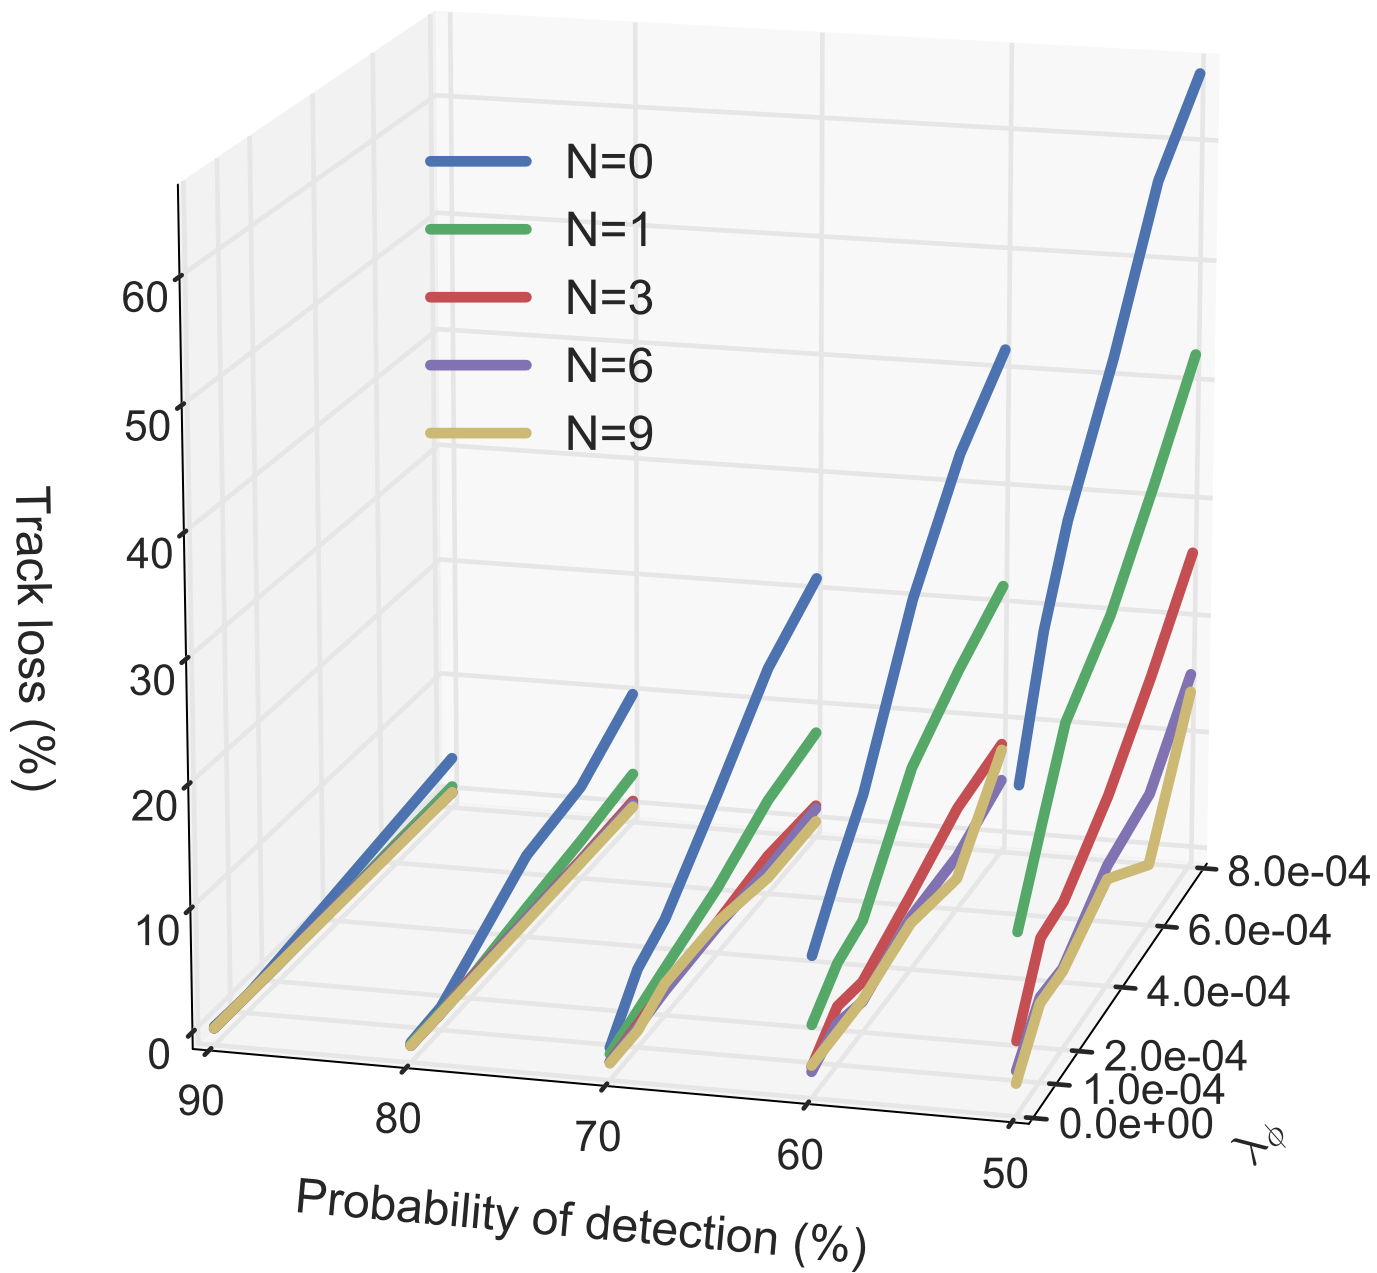 N=0
N=1
N=3
N=6
N=9
Track loss (%)
60
50
40
30
20
10
0
90
80
70
60
50
Probability of detection (%)
8.0e-04
6.0e-04
4.0e-04
2.0e-04
1.0e-04
0.0e+00
λϕ